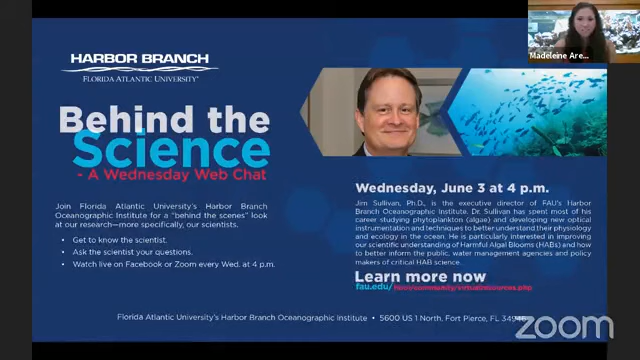 HARBOR BRANCH
FLORIDA ATLANTIC UNIVERSITY
Behind the
Science
- A Wednesday Web Chat
Join Florida Atlantic University's Harbor Branch
Oceanographic Institute for a "behind the scenes" look
at our research—more specifically, our scientists.
• Get to know the scientist.
• Ask the scientist your questions.
• Watch live on Facebook or Zoom every Wed. at 4 p.m.
Madeleine Are...
Wednesday, June 3 at 4 p.m.
Jim Sullivan, Ph.D., is the executive director of FAU's Harbor
Branch Oceanographic Institute. Dr. Sullivan has spent most of his
career studying phytoplankton (algae) and developing new optical
instrumentation and techniques to better understand their physiology
and ecology in the ocean. He is particularly interested in improving
our scientific understanding of Harmful Algal Blooms (HABs) and how
to better inform the public, water management agencies and policy
makers of critical HAB science.
Learn more now
fau.edu/hboi/community/virtualresources.php
Florida Atlantic University's Harbor Branch Oceanographic Institute • 5600 US 1 North, Fort Pierce, FL 34946
zoom